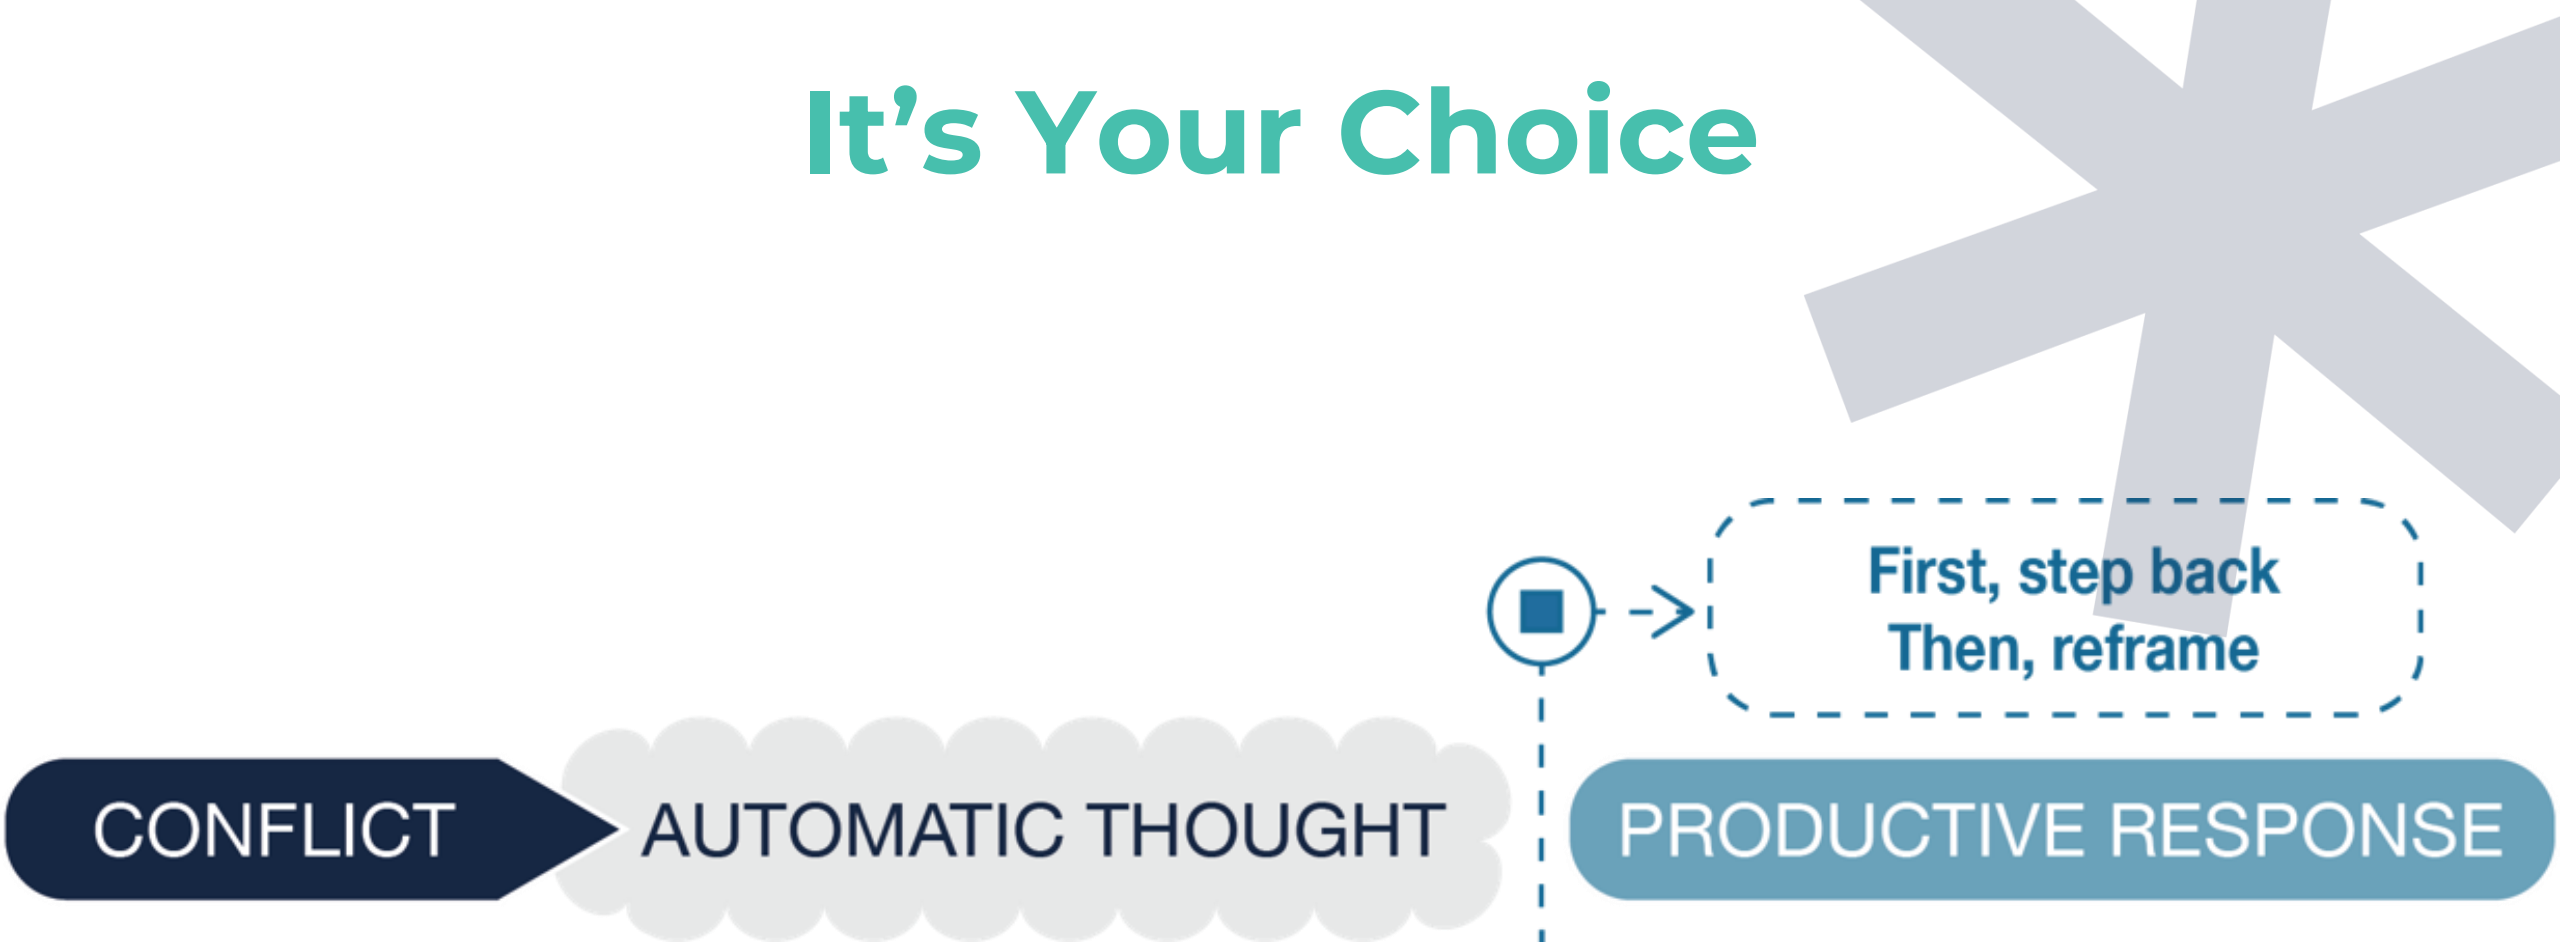 It’s Your Choice
First, step back
Then, reframe
CONFLICT
AUTOMATIC THOUGHT
PRODUCTIVE RESPONSE